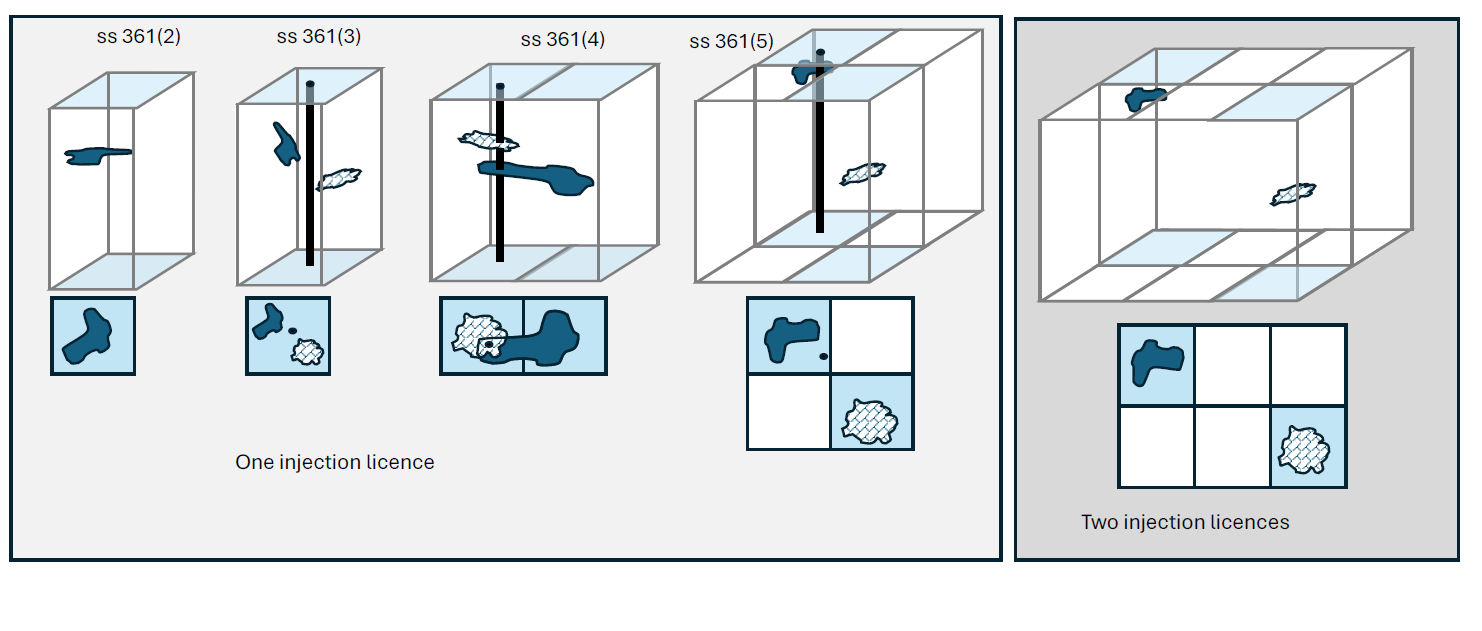 ss 361(2)
ss 361(3)
ss 361(4)
ss 361(5)
One injection licence
Two injection licences